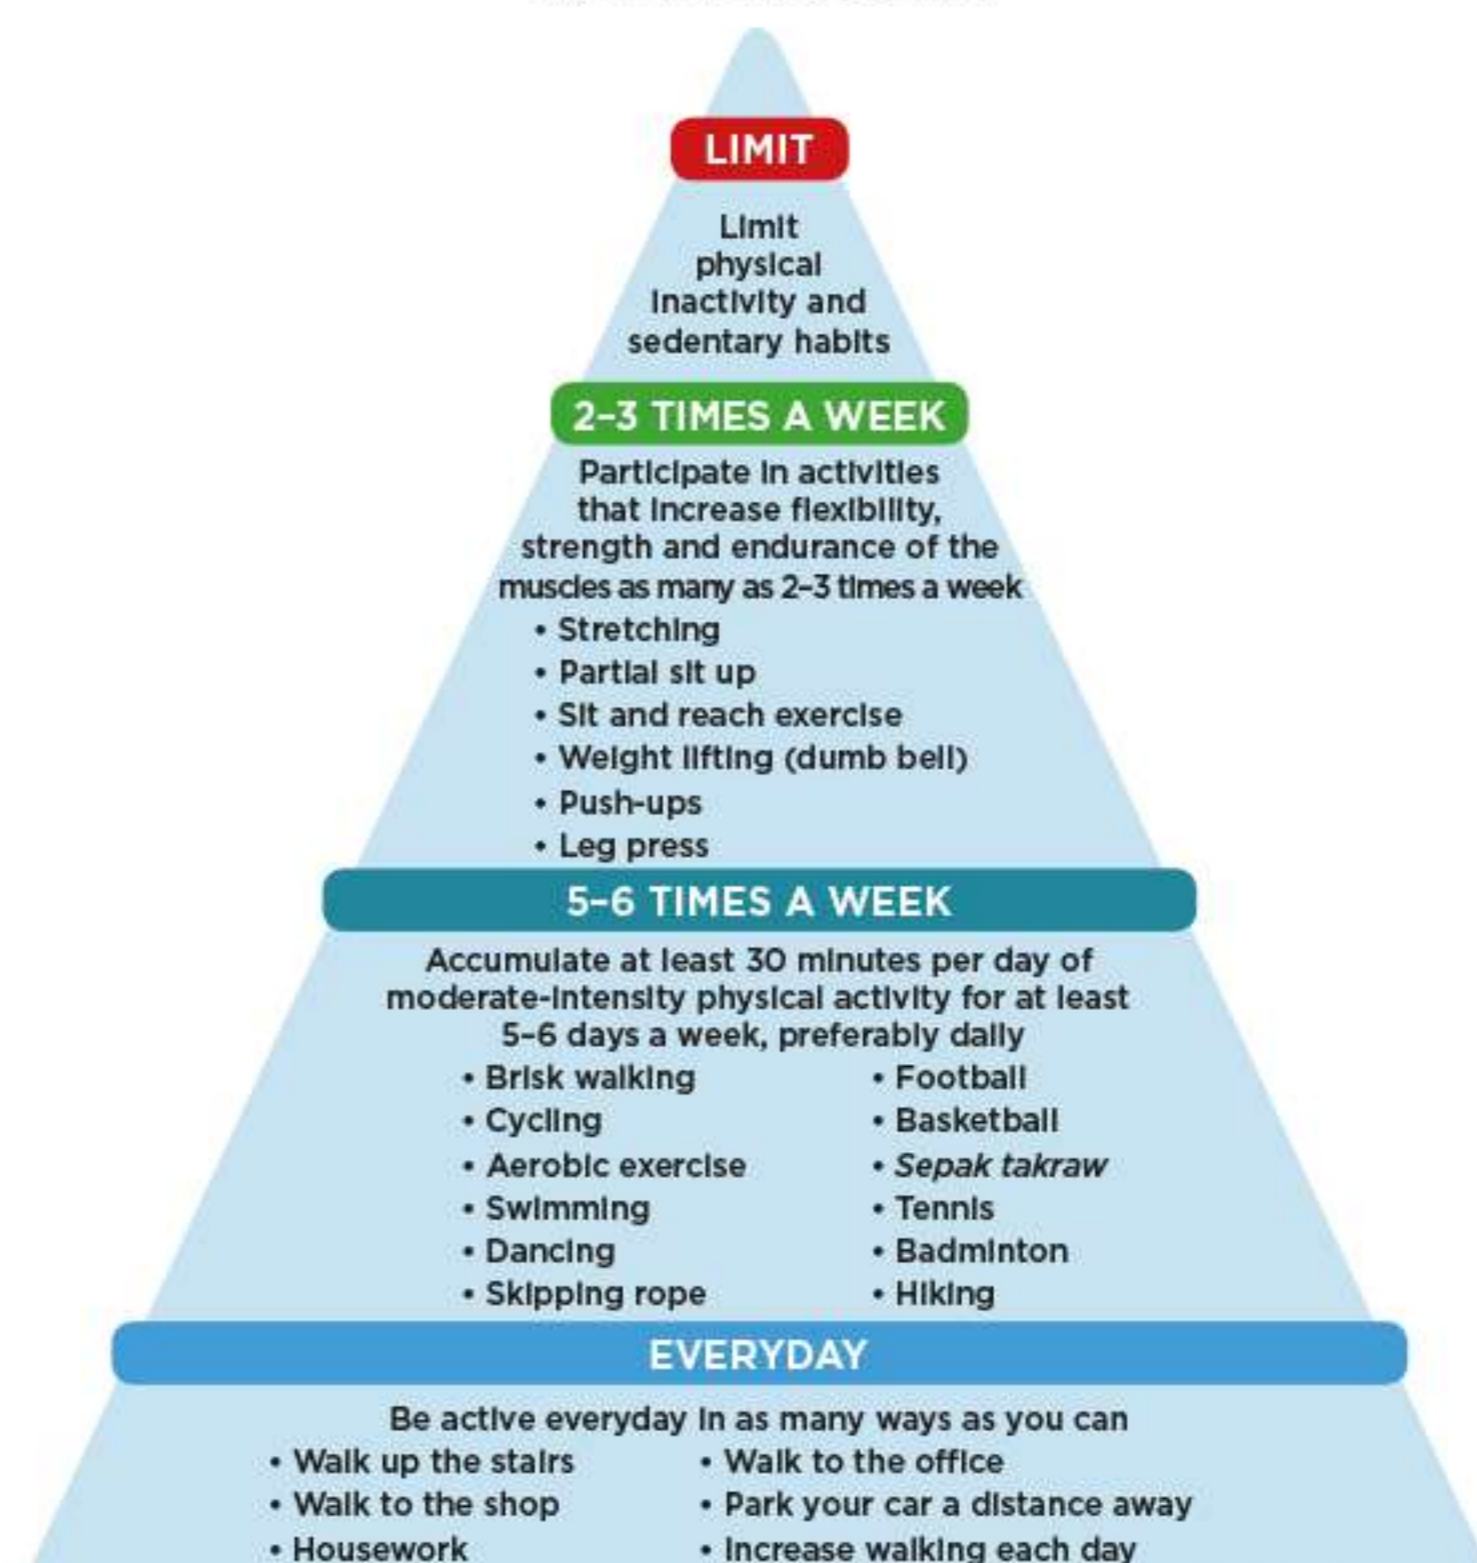 LIMIT
Limit
physical
inactivity and
sedentary habits
2–3 TIMES A WEEK
Participate in activities
that increase flexibility,
strength and endurance of the
muscles as many as 2–3 times a week
• Stretching
• Partial sit up
• Sit and reach exercise
• Weight lifting (dumb bell)
• Push-ups
• Leg press
5–6 TIMES A WEEK
Accumulate at least 30 minutes per day of
moderate-intensity physical activity for at least
5–6 days a week, preferably daily
• Brisk walking
• Cycling
• Aerobic exercise
• Swimming
• Dancing
• Skipping rope
• Football
• Basketball
• Sepak takraw
• Tennis
• Badminton
• Hiking
EVERYDAY
Be active everyday in as many ways as you can
• Walk up the stairs
• Walk to the shop
• Housework
• Walk to the office
• Park your car a distance away
• Increase walking each day